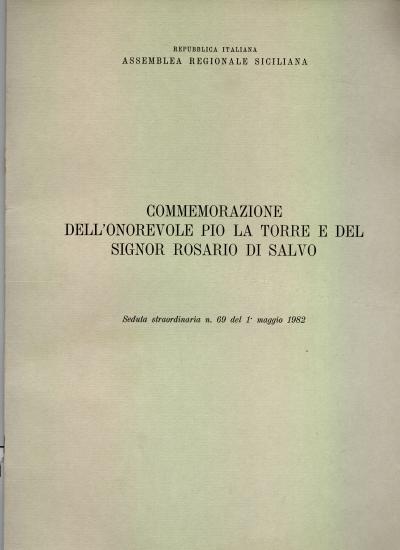 REPUBBLICA ITALIANA
ASSEMBLEA REGIONALE SICILIANA
COMMEMORAZIONE
DELL'ONOREVOLE PIO LA TORRE E DEL
SIGNOR ROSARIO DI SALVO
Seduta straordinaria n. 69 del 1° maggio 1982